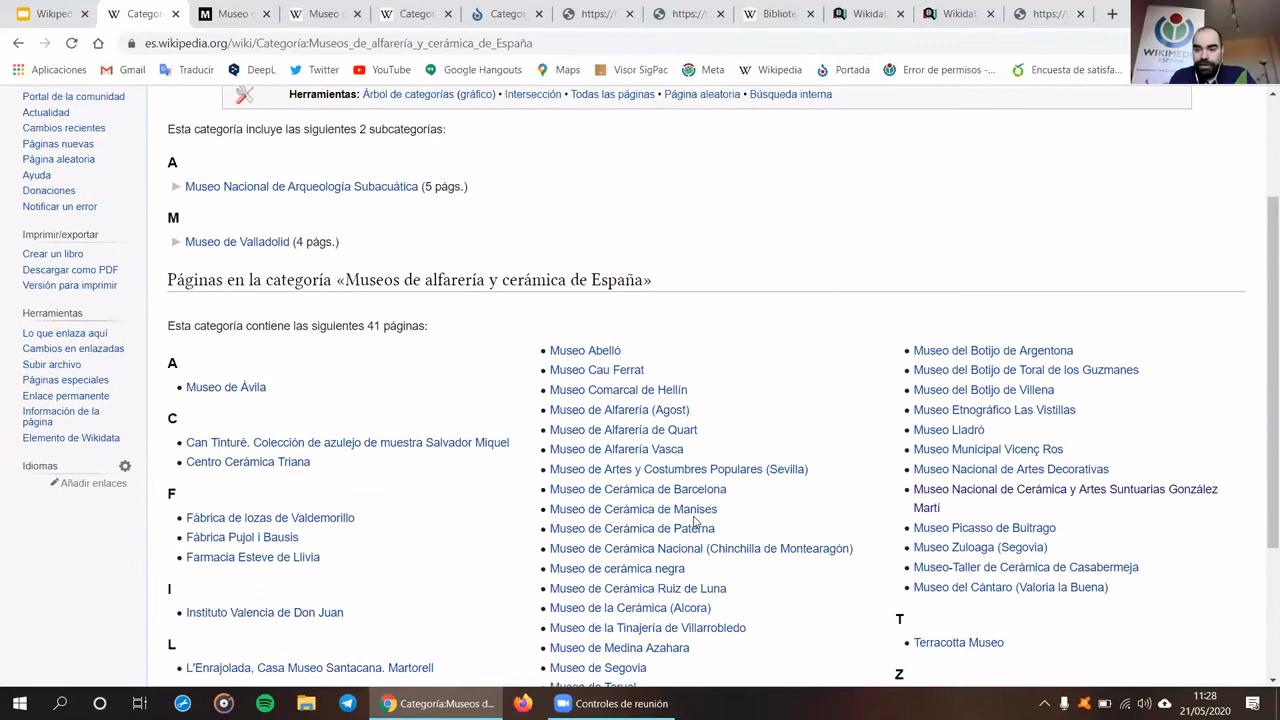 Wikiped
Categor
Museo d
Museo d
Categor
Categor
https://t
https://t
Bibliote
Wikidat
Wikidat
https://
es.wikipedia.org/wiki/Categoría:Museos_de_alfarería_y_cerámica_de_España
Aplicaciones
Gmail
Traducir
DeepL
Twitter
YouTube
Google Hangouts
Maps
Visor SigPac
Meta
Wikipedia
Portada
Error de permisos -...
Encuesta de satisfa...
WIKIMEDIA
Portal de la comunidad
Actualidad
Cambios recientes
Páginas nuevas
Página aleatoria
Ayuda
Donaciones
Notificar un error
Imprimir/exportar
Crear un libro
Descargar como PDF
Versión para imprimir
Herramientas
Lo que enlaza aquí
Cambios en enlazadas
Subir archivo
Páginas especiales
Enlace permanente
Información de la
página
Elemento de Wikidata
Idiomas
Añadir enlaces
Herramientas: Árbol de categorías (gráfico) • Intersección • Todas las páginas • Página aleatoria • Búsqueda interna
Esta categoría incluye las siguientes 2 subcategorías:
A
Museo Nacional de Arqueología Subacuática (5 págs.)
M
Museo de Valladolid (4 págs.)
Páginas en la categoría «Museos de alfarería y cerámica de España»
Esta categoría contiene las siguientes 41 páginas:
A
Museo de Ávila
C
Can Tinturé. Colección de azulejo de muestra Salvador Miquel
Centro Cerámica Triana
F
Fábrica de lozas de Valdemorillo
Fábrica Pujol i Bausis
Farmacia Esteve de Llivia
I
Instituto Valencia de Don Juan
L
L'Enrajolada, Casa Museo Santacana. Martorell
Museo Abelló
Museo Cau Ferrat
Museo Comarcal de Hellín
Museo de Alfarería (Agost)
Museo de Alfarería de Quart
Museo de Alfarería Vasca
Museo de Artes y Costumbres Populares (Sevilla)
Museo de Cerámica de Barcelona
Museo de Cerámica de Manises
Museo de Cerámica de Paterna
Museo de Cerámica Nacional (Chinchilla de Montearagón)
Museo de cerámica negra
Museo de Cerámica Ruiz de Luna
Museo de la Cerámica (Alcora)
Museo de la Tinajería de Villarrobledo
Museo de Medina Azahara
Museo de Segovia
Museo de Teruel
Museo del Botijo de Argentona
Museo del Botijo de Toral de los Guzmanes
Museo del Botijo de Villena
Museo Etnográfico Las Vistillas
Museo Lladró
Museo Municipal Vicenç Ros
Museo Nacional de Artes Decorativas
Museo Nacional de Cerámica y Artes Suntuarias González
Martí
Museo Picasso de Buitrago
Museo Zuloaga (Segovia)
Museo-Taller de Cerámica de Casabermeja
Museo del Cántaro (Valoria la Buena)
T
Terracotta Museo
Z
Categoría:Museos d...
Controles de reunión
11:28
21/05/2020